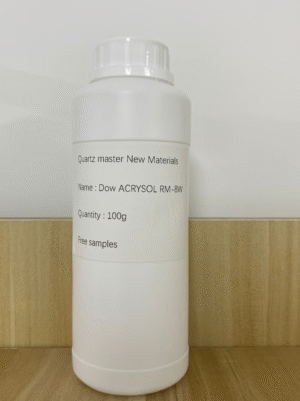 Quartz master New Materials
Name : Dow ACRYSOL RM-8W
Quantity : 100g
Free samples